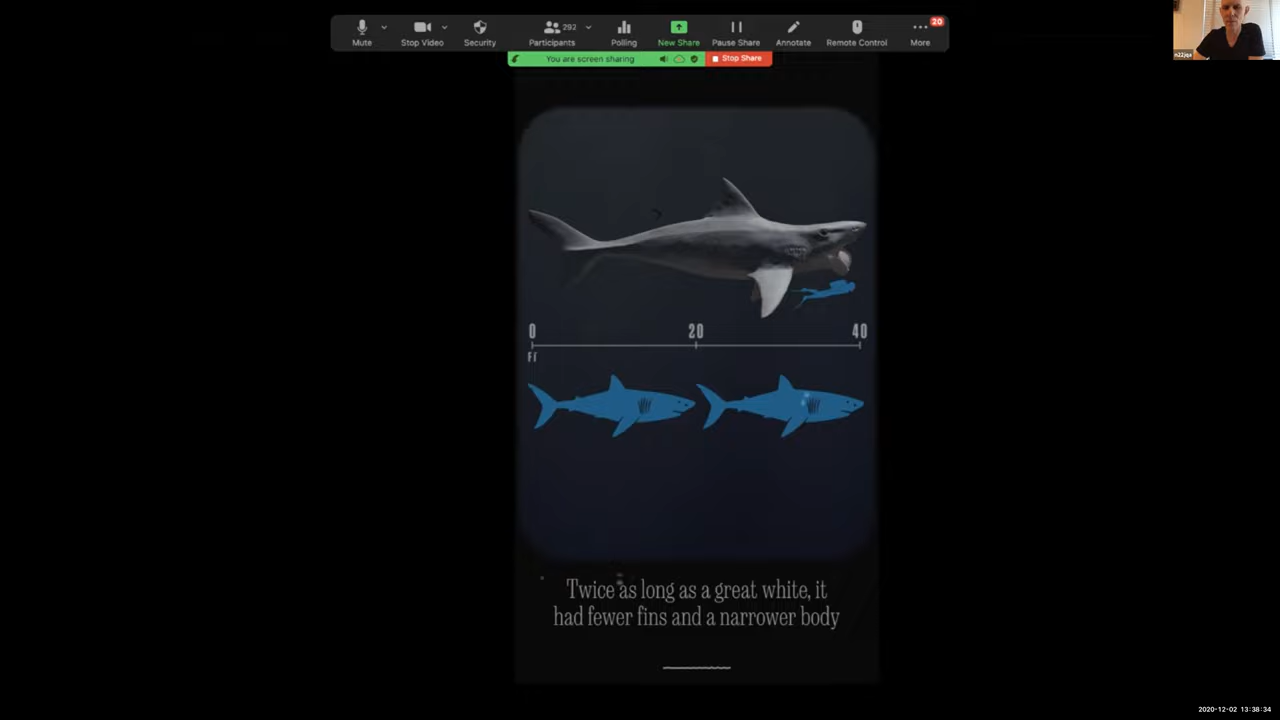 292
20
Mute
Stop Video
Security
Participants
Polling
New Share
Pause Share
Annotate
Remote Control
More
You are screen sharing
Stop Share
0
20
40
FT
Twice as long as a great white, it
had fewer fins and a narrower body
2020-12-02 13:38:34